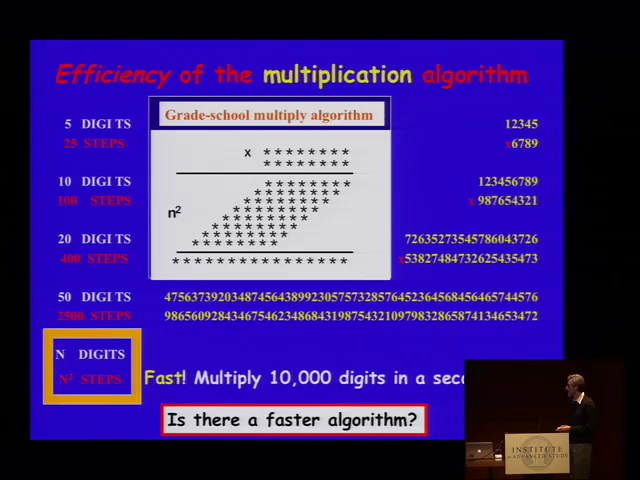 Efficiency of the multiplication algorithm
5 DIGITS
25 STEPS
Grade-school multiply algorithm
12345
x6789
x ********
********
10 DIGITS
100 STEPS
123456789
x 987654321
********
********
********
n²
********
********
********
********
********
20 DIGITS
400 STEPS
72635273545786043726
x53827484732625435473
****************
50 DIGITS
2500 STEPS
47563739203487456438992305757328576452364568456465744576
98656092843467546234868431987543210979832865874134653472
N DIGITS
N² STEPS
Fast! Multiply 10,000 digits in a sec
Is there a faster algorithm?
INSTITUTE
for ADVANCED STUDY